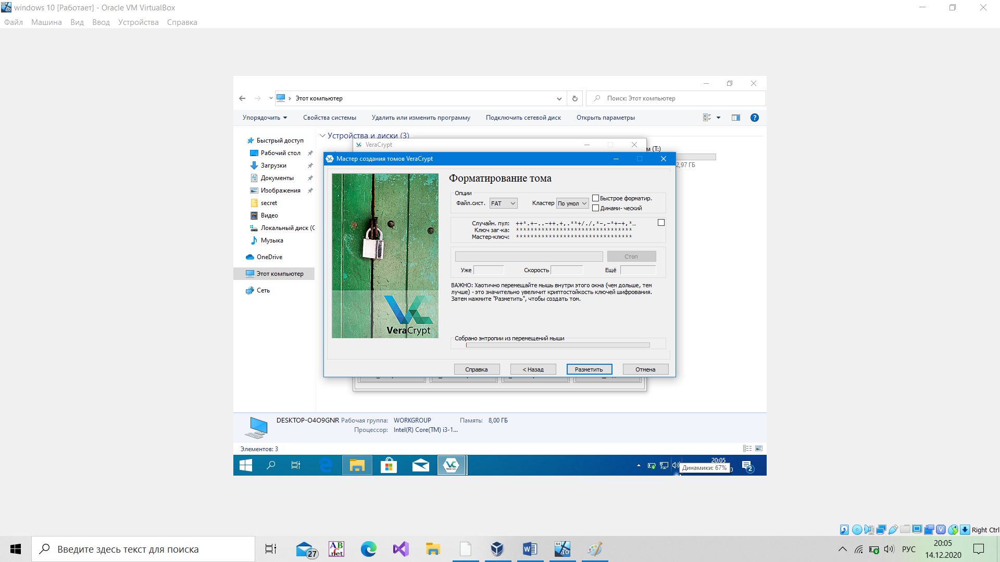 windows 10 [Работает] - Oracle VM VirtualBox
Файл Машина Вид Ввод Устройства Справка
Этот компьютер
Поиск: Этот компьютер
Упорядочить Свойства системы Удалить или изменить программу Подключить сетевой диск Открыть параметры
Быстрый доступ
Рабочий стол
Загрузки
Документы
Изображения
secret
Видео
Локальный диск (C
Музыка
OneDrive
Этот компьютер
Сеть
Устройства и диски (3)
VeraCrypt
м (T:)
2,97 ГБ
Мастер создания томов VeraCrypt
VeraCrypt
Форматирование тома
Опции
Файл.сист. FAT Кластер По умол Быстрое форматир.
Динами- ческий
Случайн. пул: ++*.+-..-++.+,.**+/./,*-,-*+-+,*...
Ключ заг-ка: ********************************
Мастер-ключ: ********************************
Стоп
Уже Скорость Ещё
ВАЖНО: Хаотично перемещайте мышь внутри этого окна (чем дольше, тем
лучше) - это значительно увеличит криптостойкость ключей шифрования.
Затем нажмите "Разметить", чтобы создать том.
Собрано энтропии из перемещений мыши
Справка < Назад Разметить Отмена
DESKTOP-O4O9GNR Рабочая группа: WORKGROUP Память: 8,00 ГБ
Процессор: Intel(R) Core(TM) i3-1...
Элементов: 3
20:05
Динамики: 67%
0
2
Right Ctrl
Введите здесь текст для поиска
27
AB
.net
64
10
РУС
20:05
14.12.2020